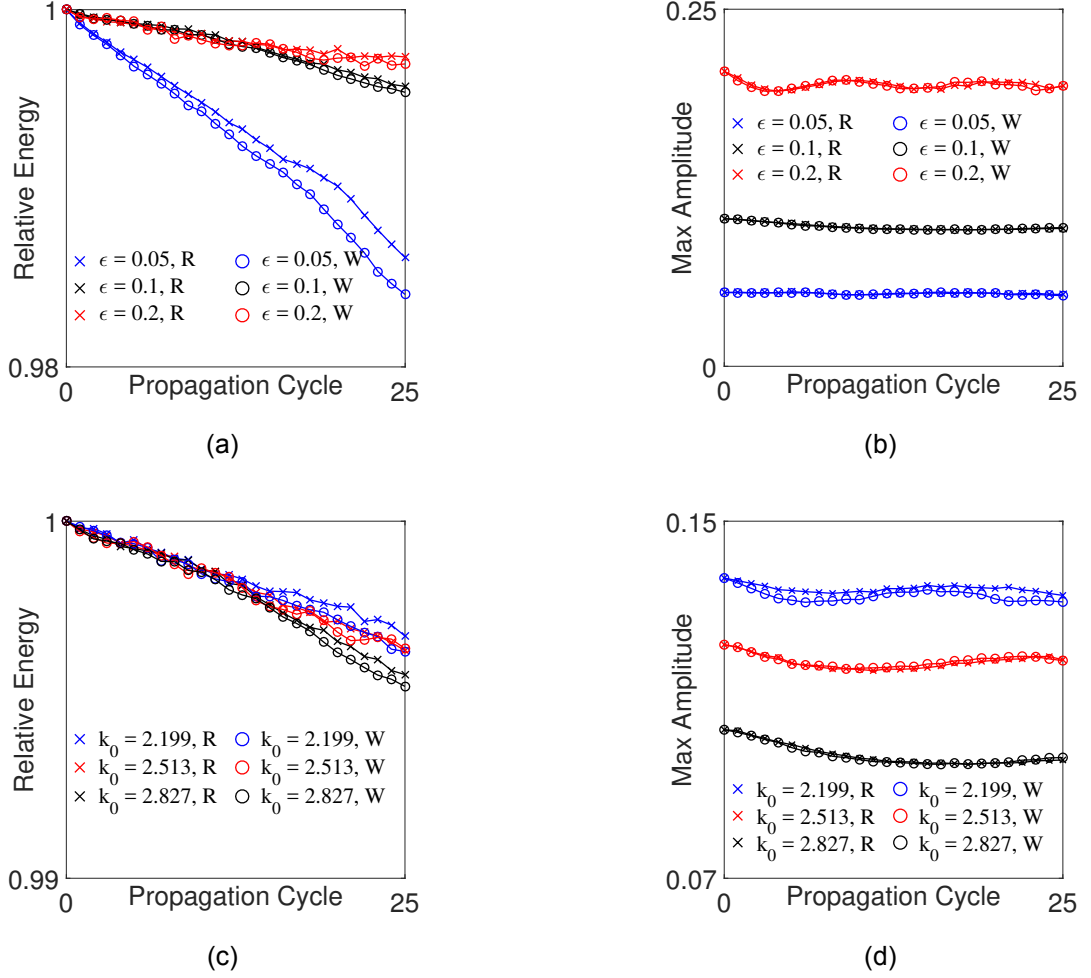 1
Relative Energy
× ϵ = 0.05, R ○ ϵ = 0.05, W
× ϵ = 0.1, R ○ ϵ = 0.1, W
× ϵ = 0.2, R ○ ϵ = 0.2, W
0.98
Propagation Cycle
0 25
(a)
0.25
Max Amplitude
× ϵ = 0.05, R ○ ϵ = 0.05, W
× ϵ = 0.1, R ○ ϵ = 0.1, W
× ϵ = 0.2, R ○ ϵ = 0.2, W
0
Propagation Cycle
0 25
(b)
1
Relative Energy
× k₀ = 2.199, R ○ k₀ = 2.199, W
× k₀ = 2.513, R ○ k₀ = 2.513, W
× k₀ = 2.827, R ○ k₀ = 2.827, W
0.99
Propagation Cycle
0 25
(c)
0.15
Max Amplitude
× k₀ = 2.199, R ○ k₀ = 2.199, W
× k₀ = 2.513, R ○ k₀ = 2.513, W
× k₀ = 2.827, R ○ k₀ = 2.827, W
0.07
Propagation Cycle
0 25
(d)